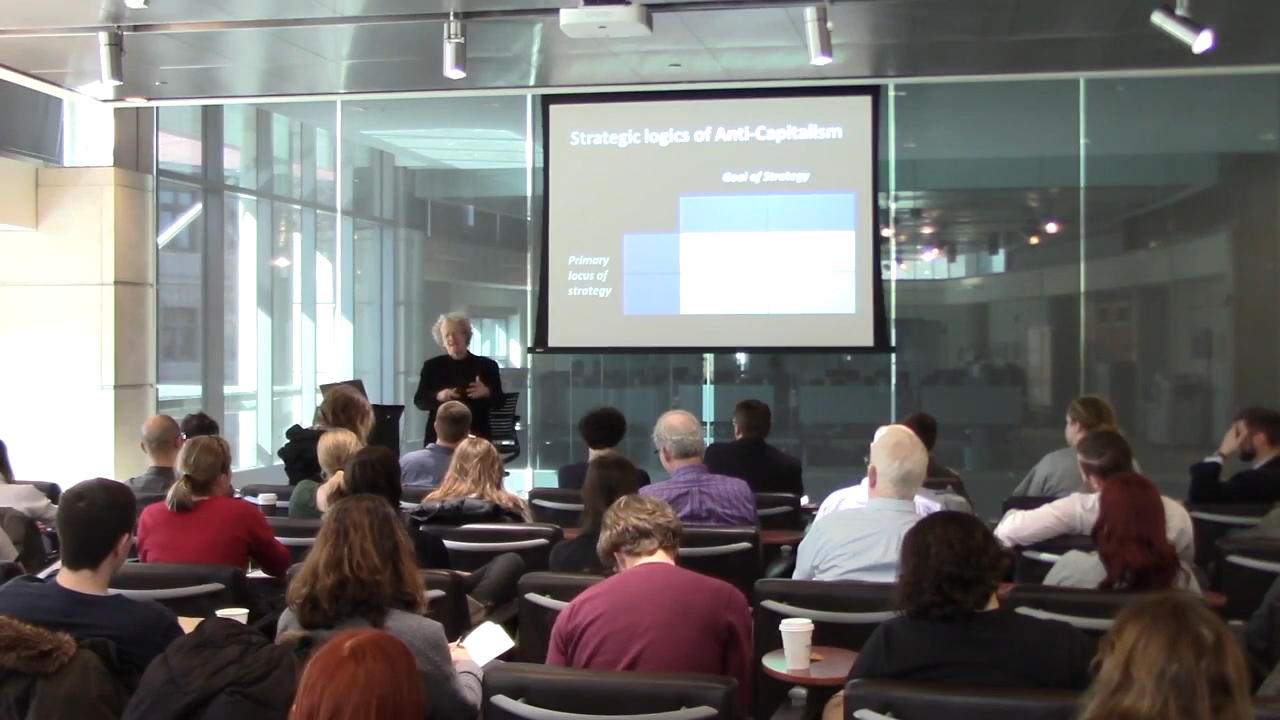 Strategic logics of Anti-Capitalism
Goal of Strategy
Primary
locus of
strategy